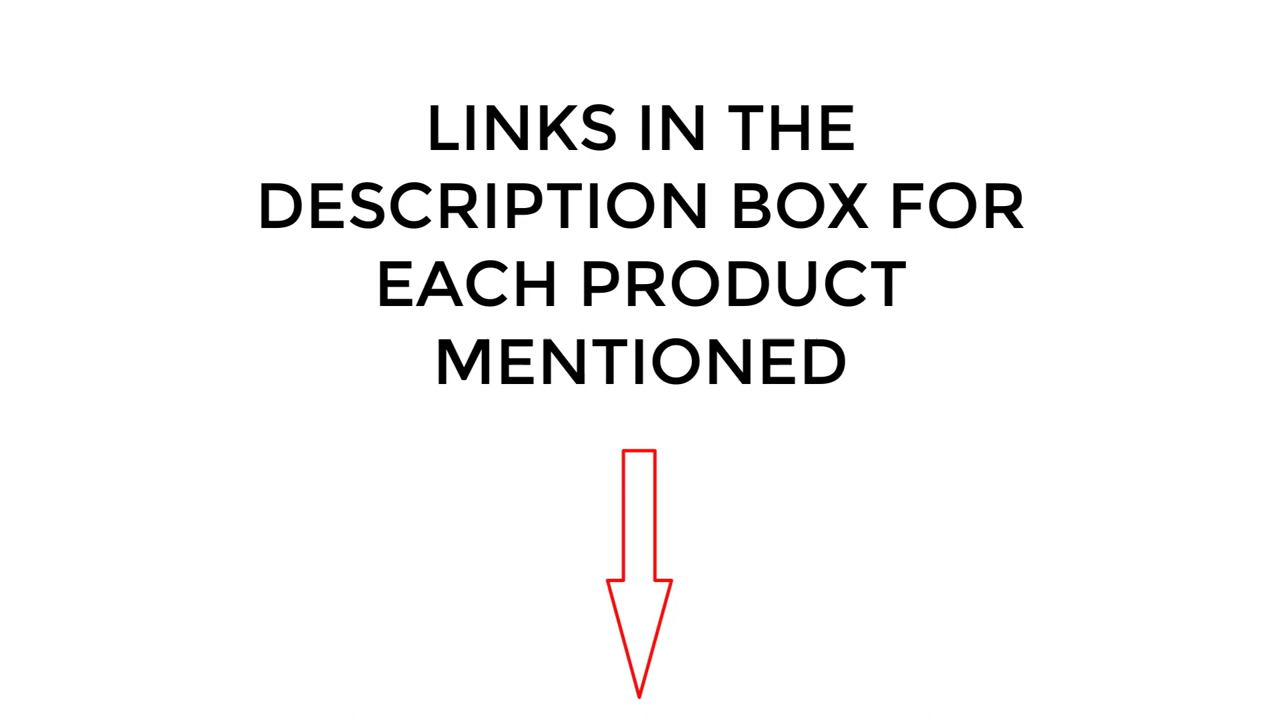 LINKS IN THE
DESCRIPTION BOX FOR
EACH PRODUCT
MENTIONED